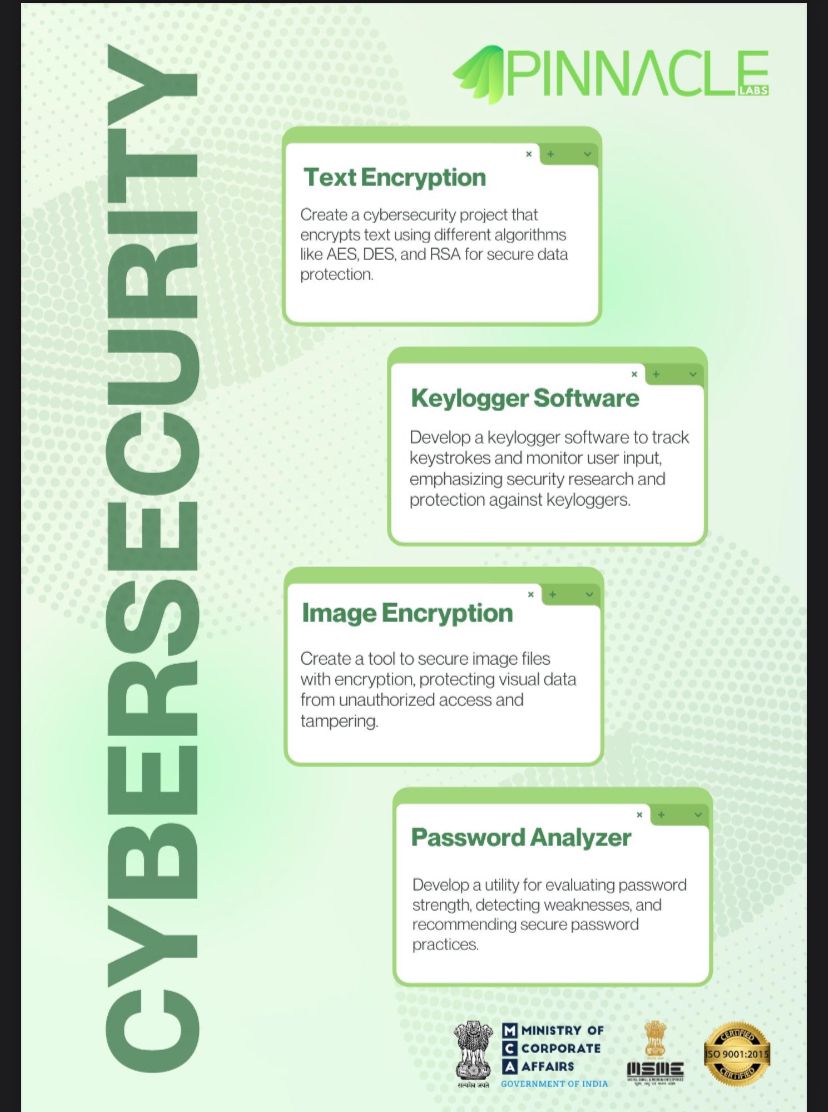 CYBERSECURITY
PINNACLE
LABS
Text Encryption
Create a cybersecurity project that
encrypts text using different algorithms
like AES, DES, and RSA for secure data
protection.
Keylogger Software
Develop a keylogger software to track
keystrokes and monitor user input,
emphasizing security research and
protection against keyloggers.
Image Encryption
Create a tool to secure image files
with encryption, protecting visual data
from unauthorized access and
tampering.
Password Analyzer
Develop a utility for evaluating password
strength, detecting weaknesses, and
recommending secure password
practices.
सत्यमेव जयते
M MINISTRY OF
C CORPORATE
A AFFAIRS
GOVERNMENT OF INDIA
MSME
CERTIFIED
ISO 9001:2015
CERTIFIED